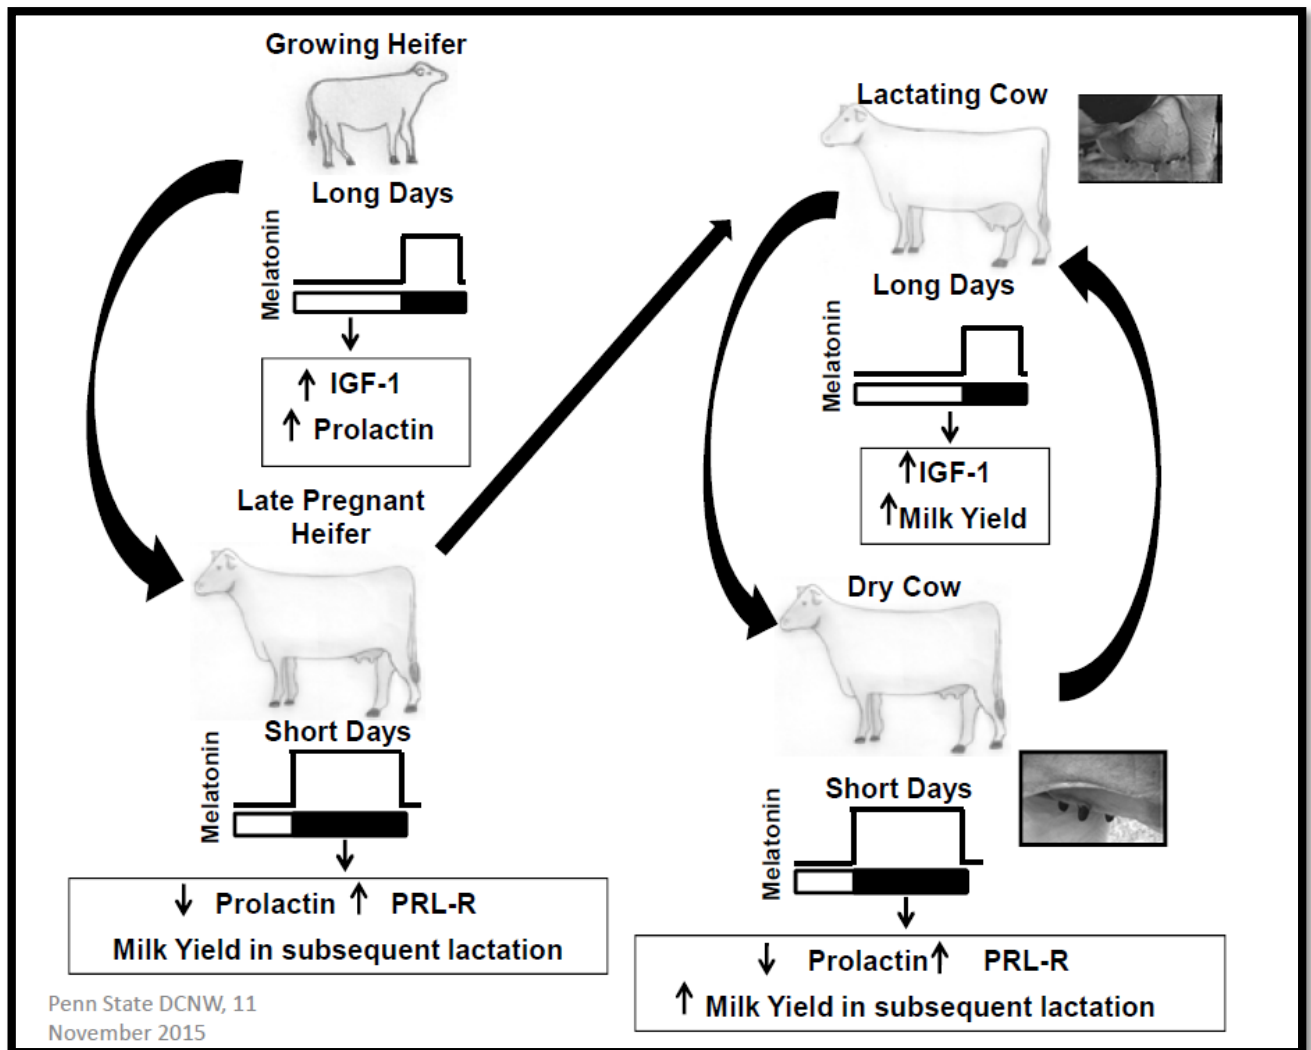 Growing Heifer
Long Days
Melatonin
↑ IGF-1
↑ Prolactin
Late Pregnant
Heifer
Short Days
Melatonin
↓ Prolactin ↑ PRL-R
Milk Yield in subsequent lactation
Lactating Cow
Long Days
Melatonin
↑IGF-1
↑Milk Yield
Dry Cow
Short Days
Melatonin
↓ Prolactin↑ PRL-R
↑ Milk Yield in subsequent lactation
Penn State DCNW, 11
November 2015